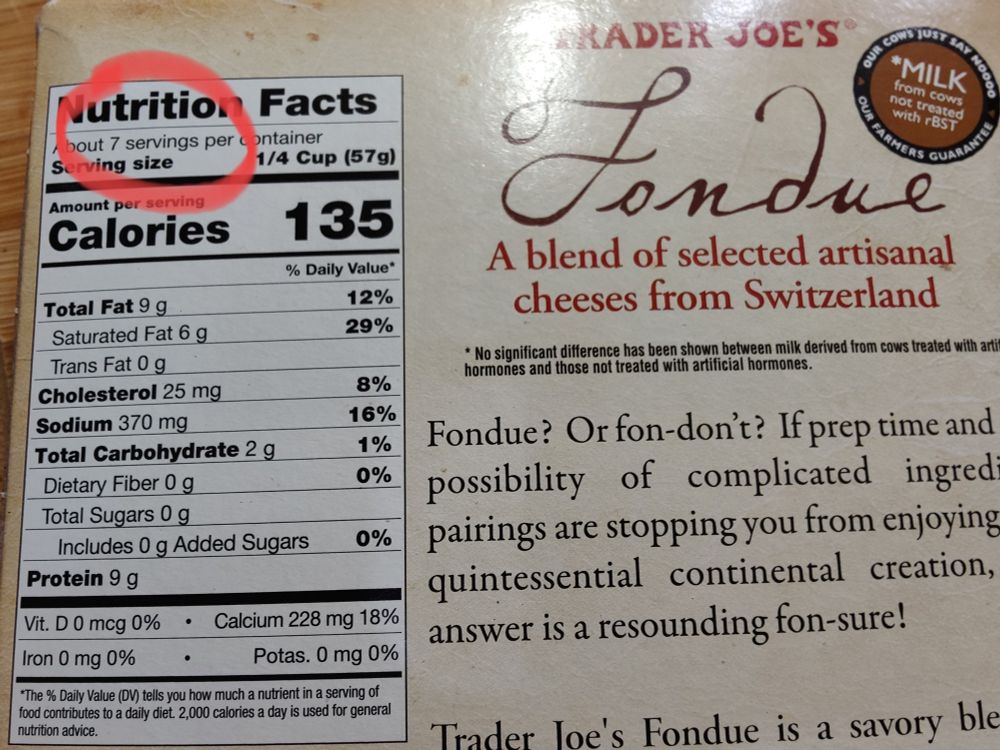 Nutrition Facts
About 7 servings per container
Serving size 1/4 Cup (57g)
Amount per serving
Calories 135
% Daily Value*
Total Fat 9 g 12%
Saturated Fat 6 g 29%
Trans Fat 0 g
Cholesterol 25 mg 8%
Sodium 370 mg 16%
Total Carbohydrate 2 g 1%
Dietary Fiber 0 g 0%
Total Sugars 0 g
Includes 0 g Added Sugars 0%
Protein 9 g
Vit. D 0 mcg 0% • Calcium 228 mg 18%
Iron 0 mg 0% • Potas. 0 mg 0%
*The % Daily Value (DV) tells you how much a nutrient in a serving of
food contributes to a daily diet. 2,000 calories a day is used for general
nutrition advice.
TRADER JOE'S®
Fondue
A blend of selected artisanal
cheeses from Switzerland
OUR COWS JUST SAY NOOOO
*MILK
from cows
not treated
with rBST
OUR FARMERS GUARANTEE
* No significant difference has been shown between milk derived from cows treated with
hormones and those not treated with artificial hormones.
Fondue? Or fon-don't? If prep time and
possibility of complicated
pairings are stopping you from enjoying
quintessential continental creation,
answer is a resounding fon-sure!
Trader Joe's Fondue is a savory